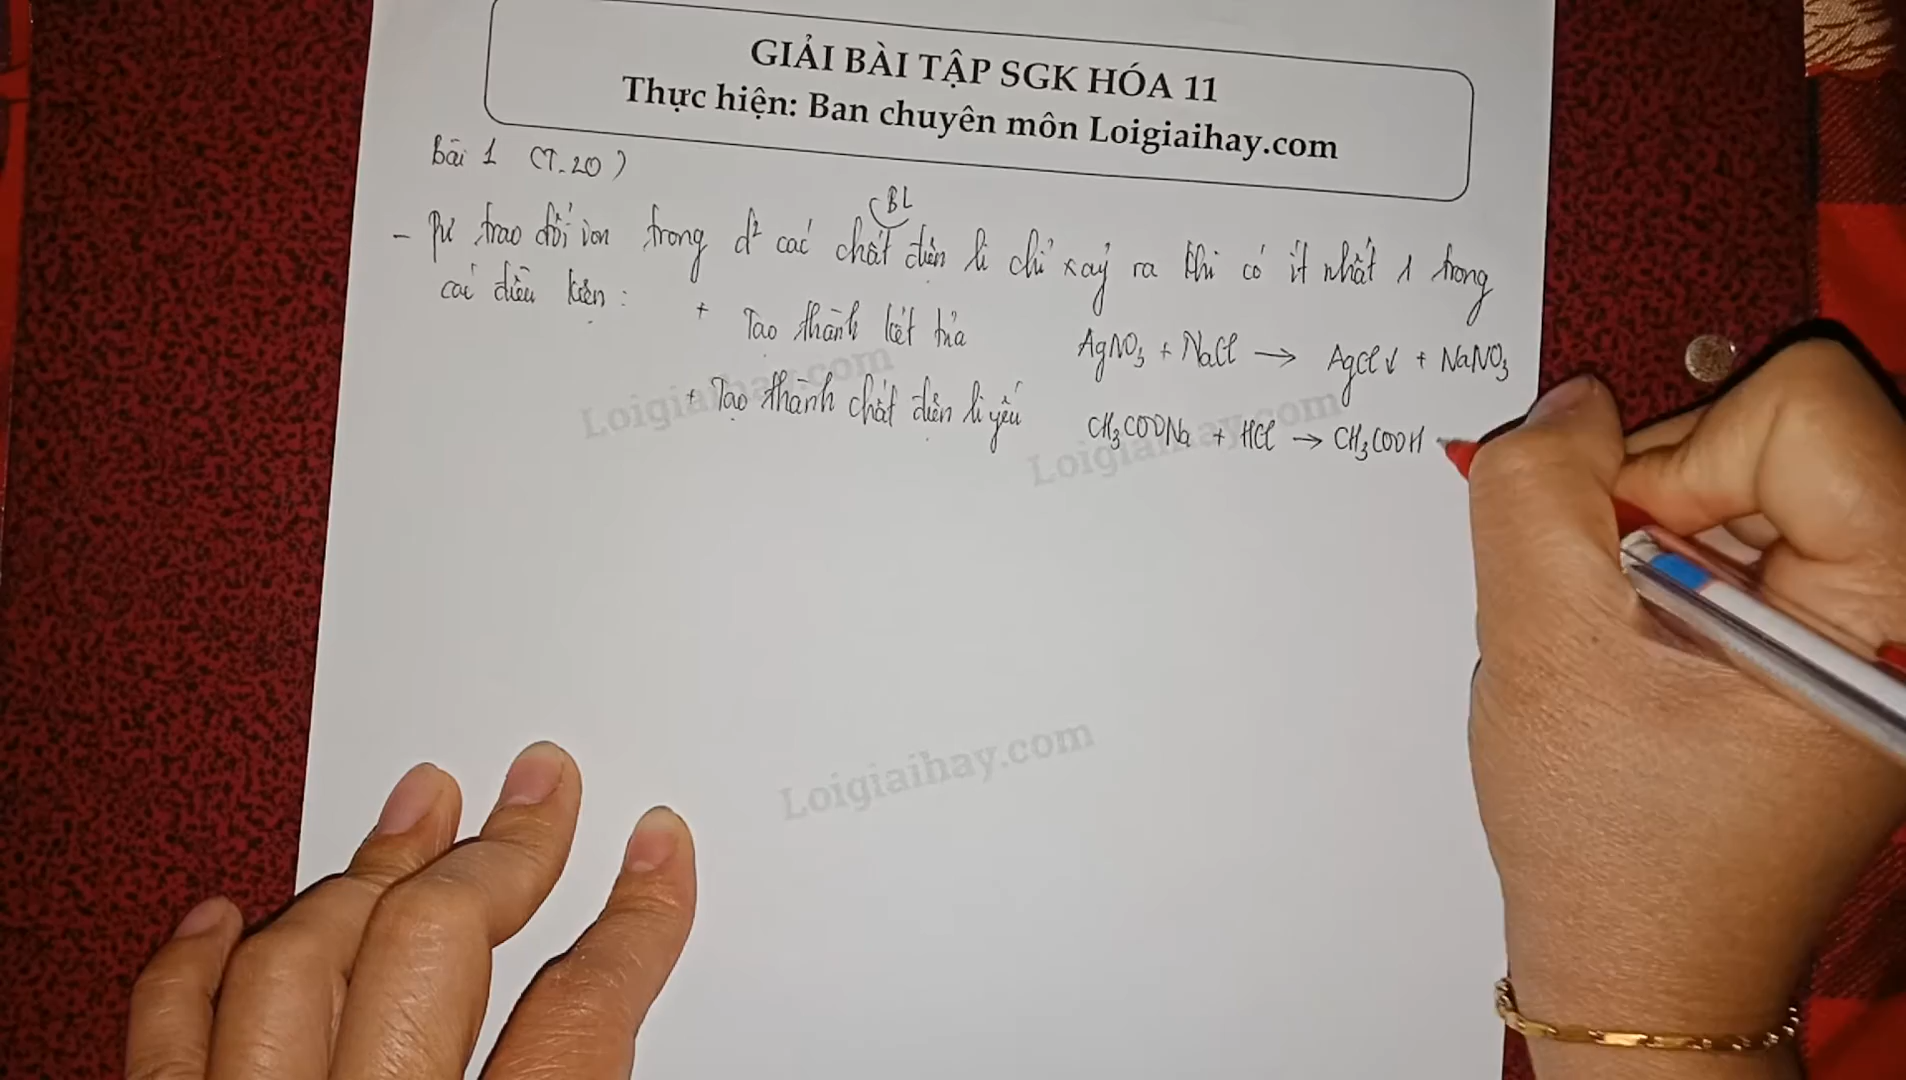 GIẢI BÀI TẬP SGK HÓA 11
Thực hiện: Ban chuyên môn Loigiaihay.com
Bài 1 (T.20)
BL
- Pư trao đổi ion trong d² các chất điện li chỉ xảy ra khi có ít nhất 1 trong
các điều kiện :
+ Tạo thành kết tủa AgNO₃ + NaCl → AgCl↓ + NaNO₃
+ Tạo thành chất điện li yếu CH₃COONa + HCl → CH₃COOH
Loigiaihay.com
Loigiaihay.com
Loigiaihay.com